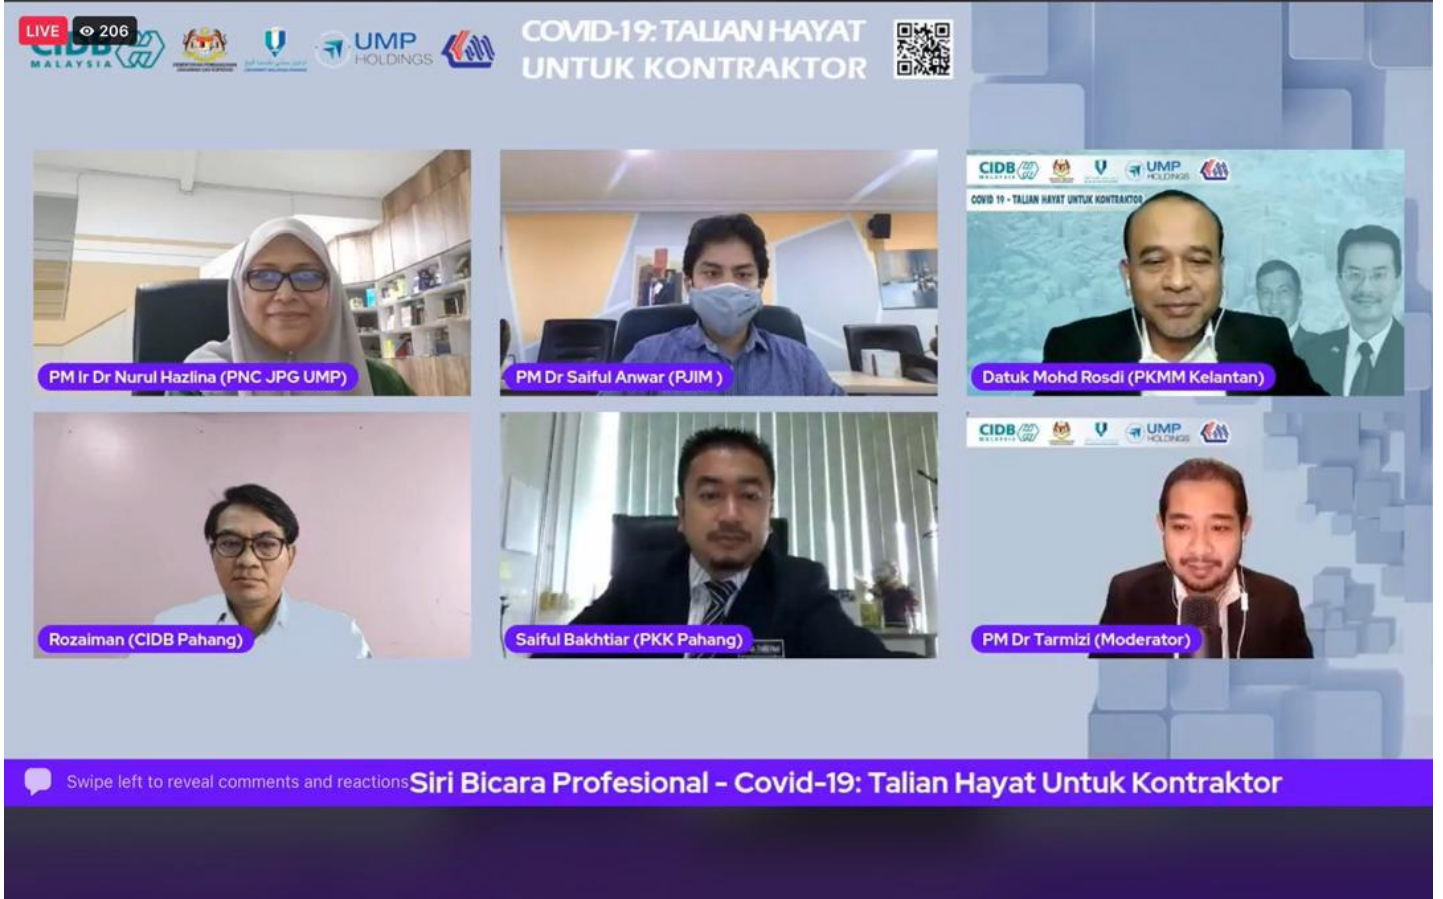 LIVE
206
CIDB
MALAYSIA
UMP
HOLDINGS
COVID-19: TALIAN HAYAT
UNTUK KONTRAKTOR
PM Ir Dr Nurul Hazlina (PNC JPG UMP)
PM Dr Saiful Anwar (PJIM )
CIDB
MALAYSIA
UMP
HOLDINGS
COVID 19 - TALIAN HAYAT UNTUK KONTRAKTOR
Datuk Mohd Rosdi (PKMM Kelantan)
Rozaiman (CIDB Pahang)
Saiful Bakhtiar (PKK Pahang)
CIDB
MALAYSIA
UMP
HOLDINGS
PM Dr Tarmizi (Moderator)
Swipe left to reveal comments and reactions
Siri Bicara Profesional - Covid-19: Talian Hayat Untuk Kontraktor